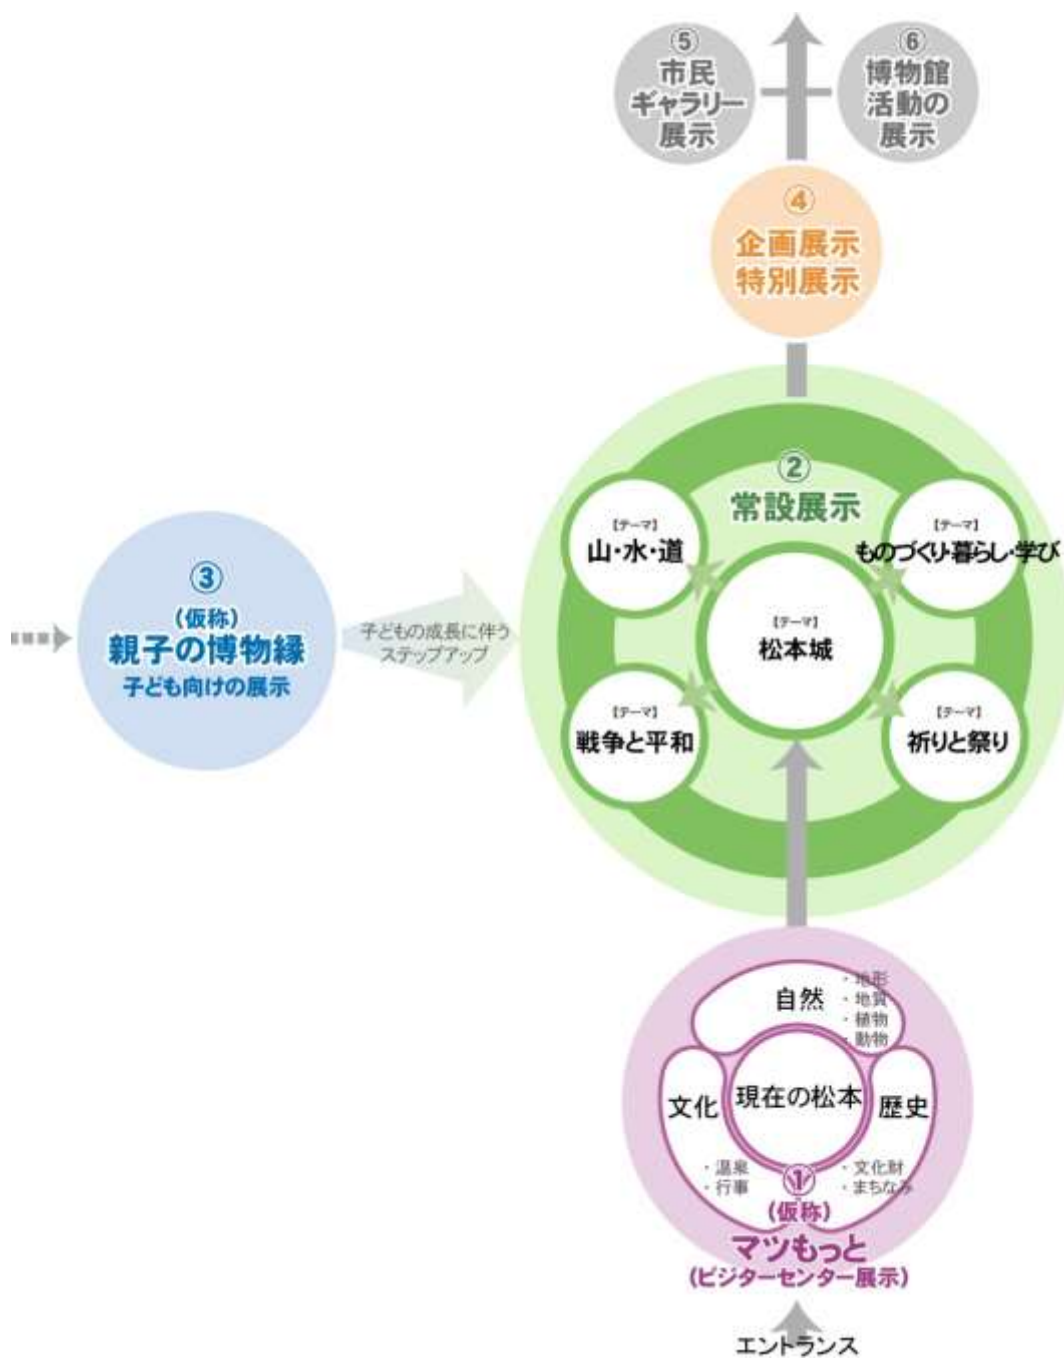 ⑤
市民
ギャラリー
展示
⑥
博物館
活動の
展示
④
企画展示
特別展示
②
常設展示
【テーマ】
山・水・道
【テーマ】
ものづくり・暮らし・学び
【テーマ】
松本城
【テーマ】
戦争と平和
【テーマ】
祈りと祭り
③
(仮称)
親子の博物縁
子ども向けの展示
子どもの成長に伴う
ステップアップ
自然
・地形
・地質
・植物
・動物
文化
現在の松本
歴史
・温泉
・行事
・文化財
・まちなみ
①
(仮称)
マツもっと
(ビジターセンター展示)
エントランス